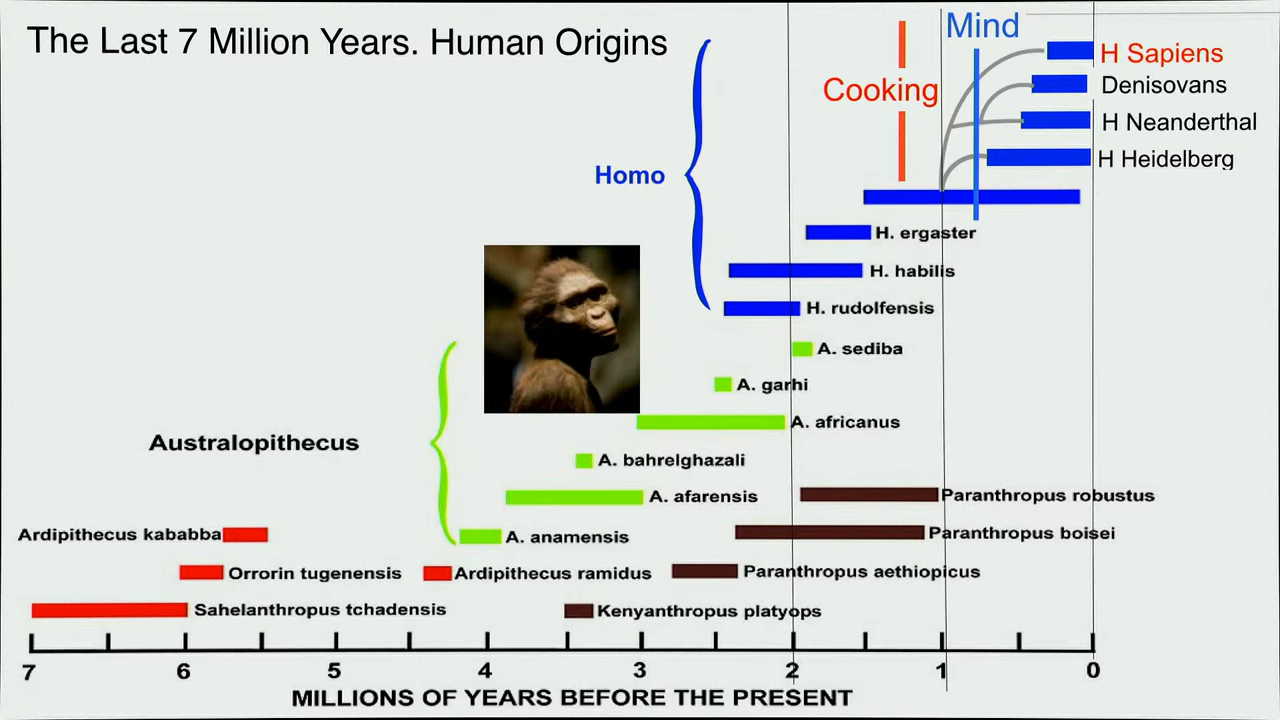 The Last 7 Million Years. Human Origins
Mind
H Sapiens
Cooking
Denisovans
H Neanderthal
H Heidelberg
Homo
H. ergaster
H. habilis
H. rudolfensis
A. sediba
A. garhi
A. africanus
Australopithecus
A. bahrelghazali
A. afarensis
Paranthropus robustus
Ardipithecus kababba
A. anamensis
Paranthropus boisei
Orrorin tugenensis
Ardipithecus ramidus
Paranthropus aethiopicus
Sahelanthropus tchadensis
Kenyanthropus platyops
7 6 5 4 3 2 1 0
MILLIONS OF YEARS BEFORE THE PRESENT